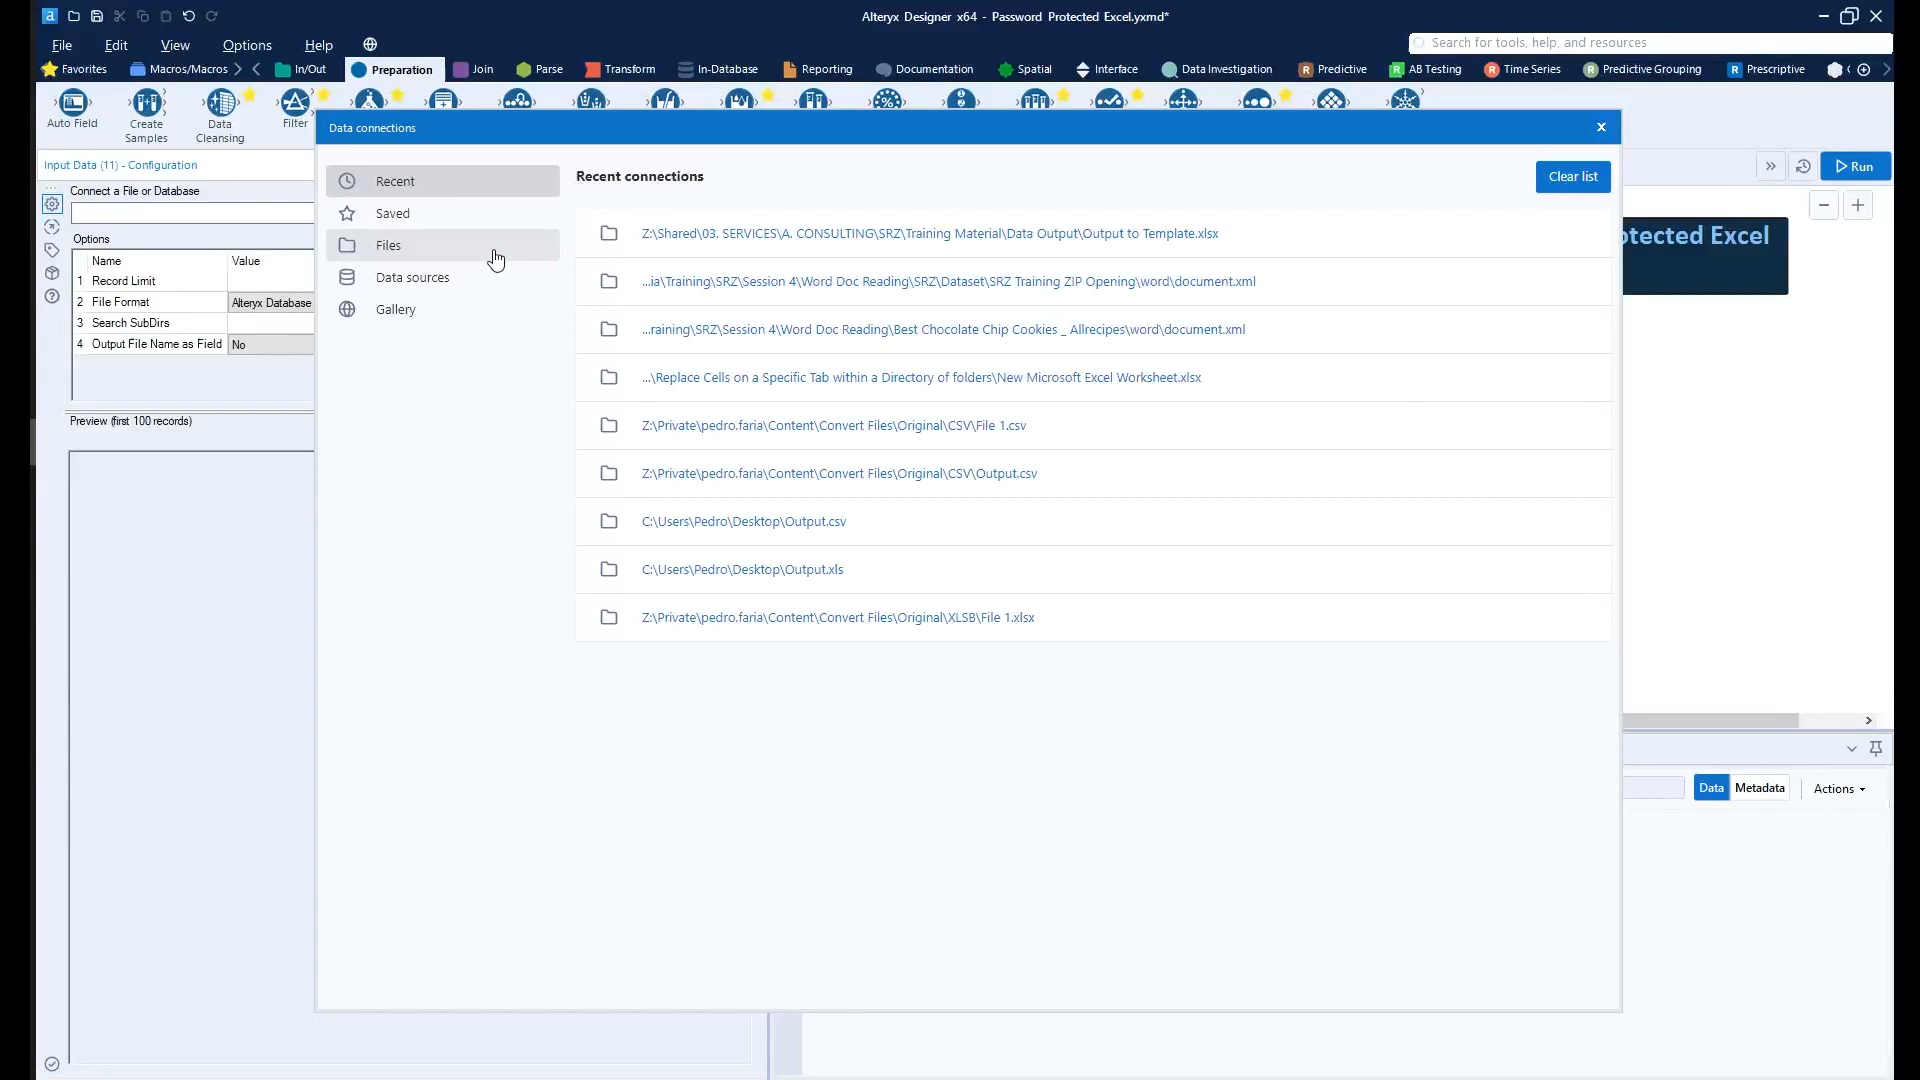 Alteryx Designer x64 - Password Protected Excel.yxmd*
File Edit View Options Help
Search for tools, help, and resources
Favorites Macros/Macros In/Out Preparation Join Parse Transform In-Database Reporting Documentation Spatial Interface Data Investigation Predictive AB Testing Time Series Predictive Grouping Prescriptive
Auto Field
Create Samples
Data Cleansing
Filter
Data connections
Input Data (11) - Configuration
Connect a File or Database
Options
Name Value
1 Record Limit
2 File Format Alteryx Database
3 Search SubDirs
4 Output File Name as Field No
Preview (first 100 records)
Recent
Saved
Files
Data sources
Gallery
Recent connections
Clear list
Z:\Shared\03. SERVICES\A. CONSULTING\SRZ\Training Material\Data Output\Output to Template.xlsx
...ia\Training\SRZ\Session 4\Word Doc Reading\SRZ\Dataset\SRZ Training ZIP Opening\word\document.xml
...raining\SRZ\Session 4\Word Doc Reading\Best Chocolate Chip Cookies _ Allrecipes\word\document.xml
...\Replace Cells on a Specific Tab within a Directory of folders\New Microsoft Excel Worksheet.xlsx
Z:\Private\pedro.faria\Content\Convert Files\Original\CSV\File 1.csv
Z:\Private\pedro.faria\Content\Convert Files\Original\CSV\Output.csv
C:\Users\Pedro\Desktop\Output.csv
C:\Users\Pedro\Desktop\Output.xls
Z:\Private\pedro.faria\Content\Convert Files\Original\XLSB\File 1.xlsx
Run
otected Excel
Data Metadata Actions